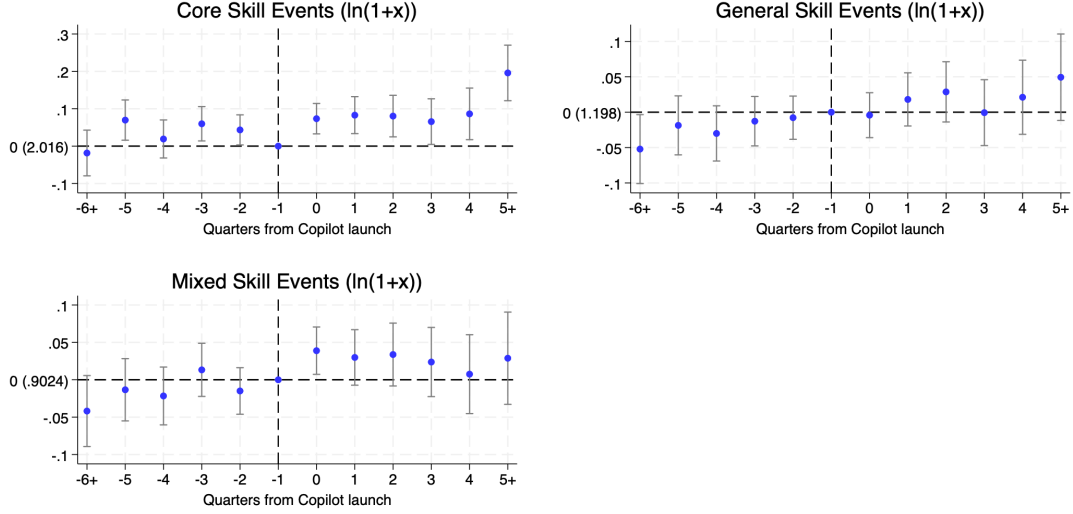 Core Skill Events (ln(1+x))
.3
.2
.1
0 (2.016)
-.1
-6+ -5 -4 -3 -2 -1 0 1 2 3 4 5+
Quarters from Copilot launch
General Skill Events (ln(1+x))
.1
.05
0 (1.198)
-.05
-.1
-6+ -5 -4 -3 -2 -1 0 1 2 3 4 5+
Quarters from Copilot launch
Mixed Skill Events (ln(1+x))
.1
.05
0 (.9024)
-.05
-.1
-6+ -5 -4 -3 -2 -1 0 1 2 3 4 5+
Quarters from Copilot launch